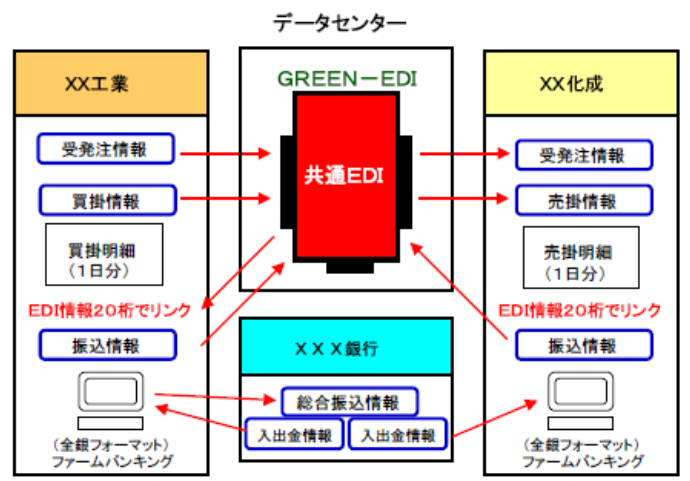 データセンター
XX工業
受発注情報
買掛情報
買掛明細
(1日分)
EDI情報20桁でリンク
振込情報
(全銀フォーマット)
ファームバンキング
GREEN-EDI
共通EDI
XXX銀行
総合振込情報
入出金情報
入出金情報
XX化成
受発注情報
売掛情報
売掛明細
(1日分)
EDI情報20桁でリンク
振込情報
(全銀フォーマット)
ファームバンキング